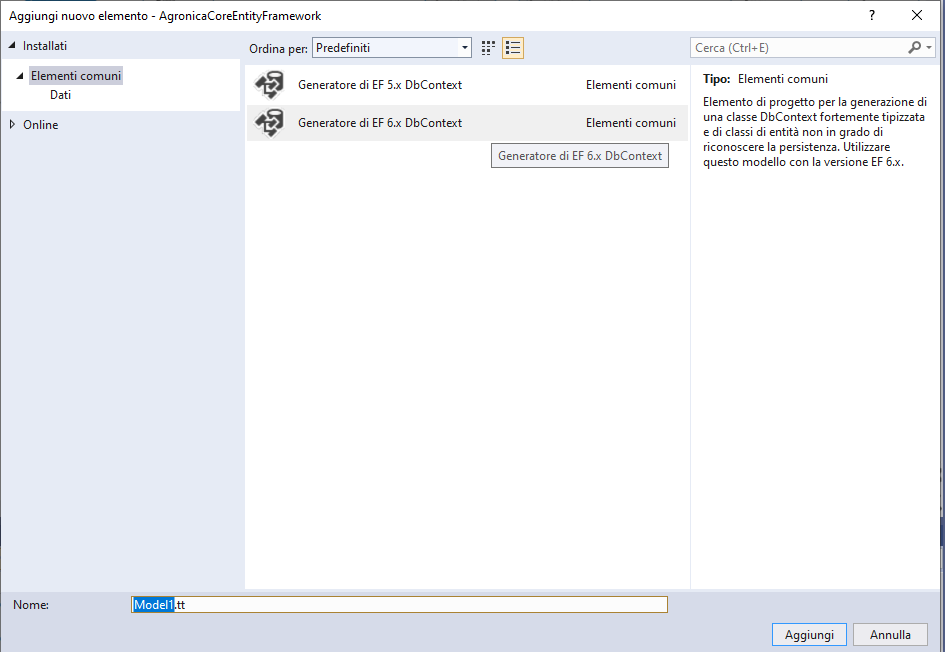 Aggiungi nuovo elemento - AgronicaCoreEntityFramework
?
Installati
Elementi comuni
Dati
Online
Ordina per: Predefiniti
Cerca (Ctrl+E)
Generatore di EF 5.x DbContext Elementi comuni
Generatore di EF 6.x DbContext Elementi comuni
Generatore di EF 6.x DbContext
Tipo: Elementi comuni
Elemento di progetto per la generazione di
una classe DbContext fortemente tipizzata
e di classi di entità non in grado di
riconoscere la persistenza. Utilizzare
questo modello con la versione EF 6.x.
Nome: Model1.tt
Aggiungi Annulla